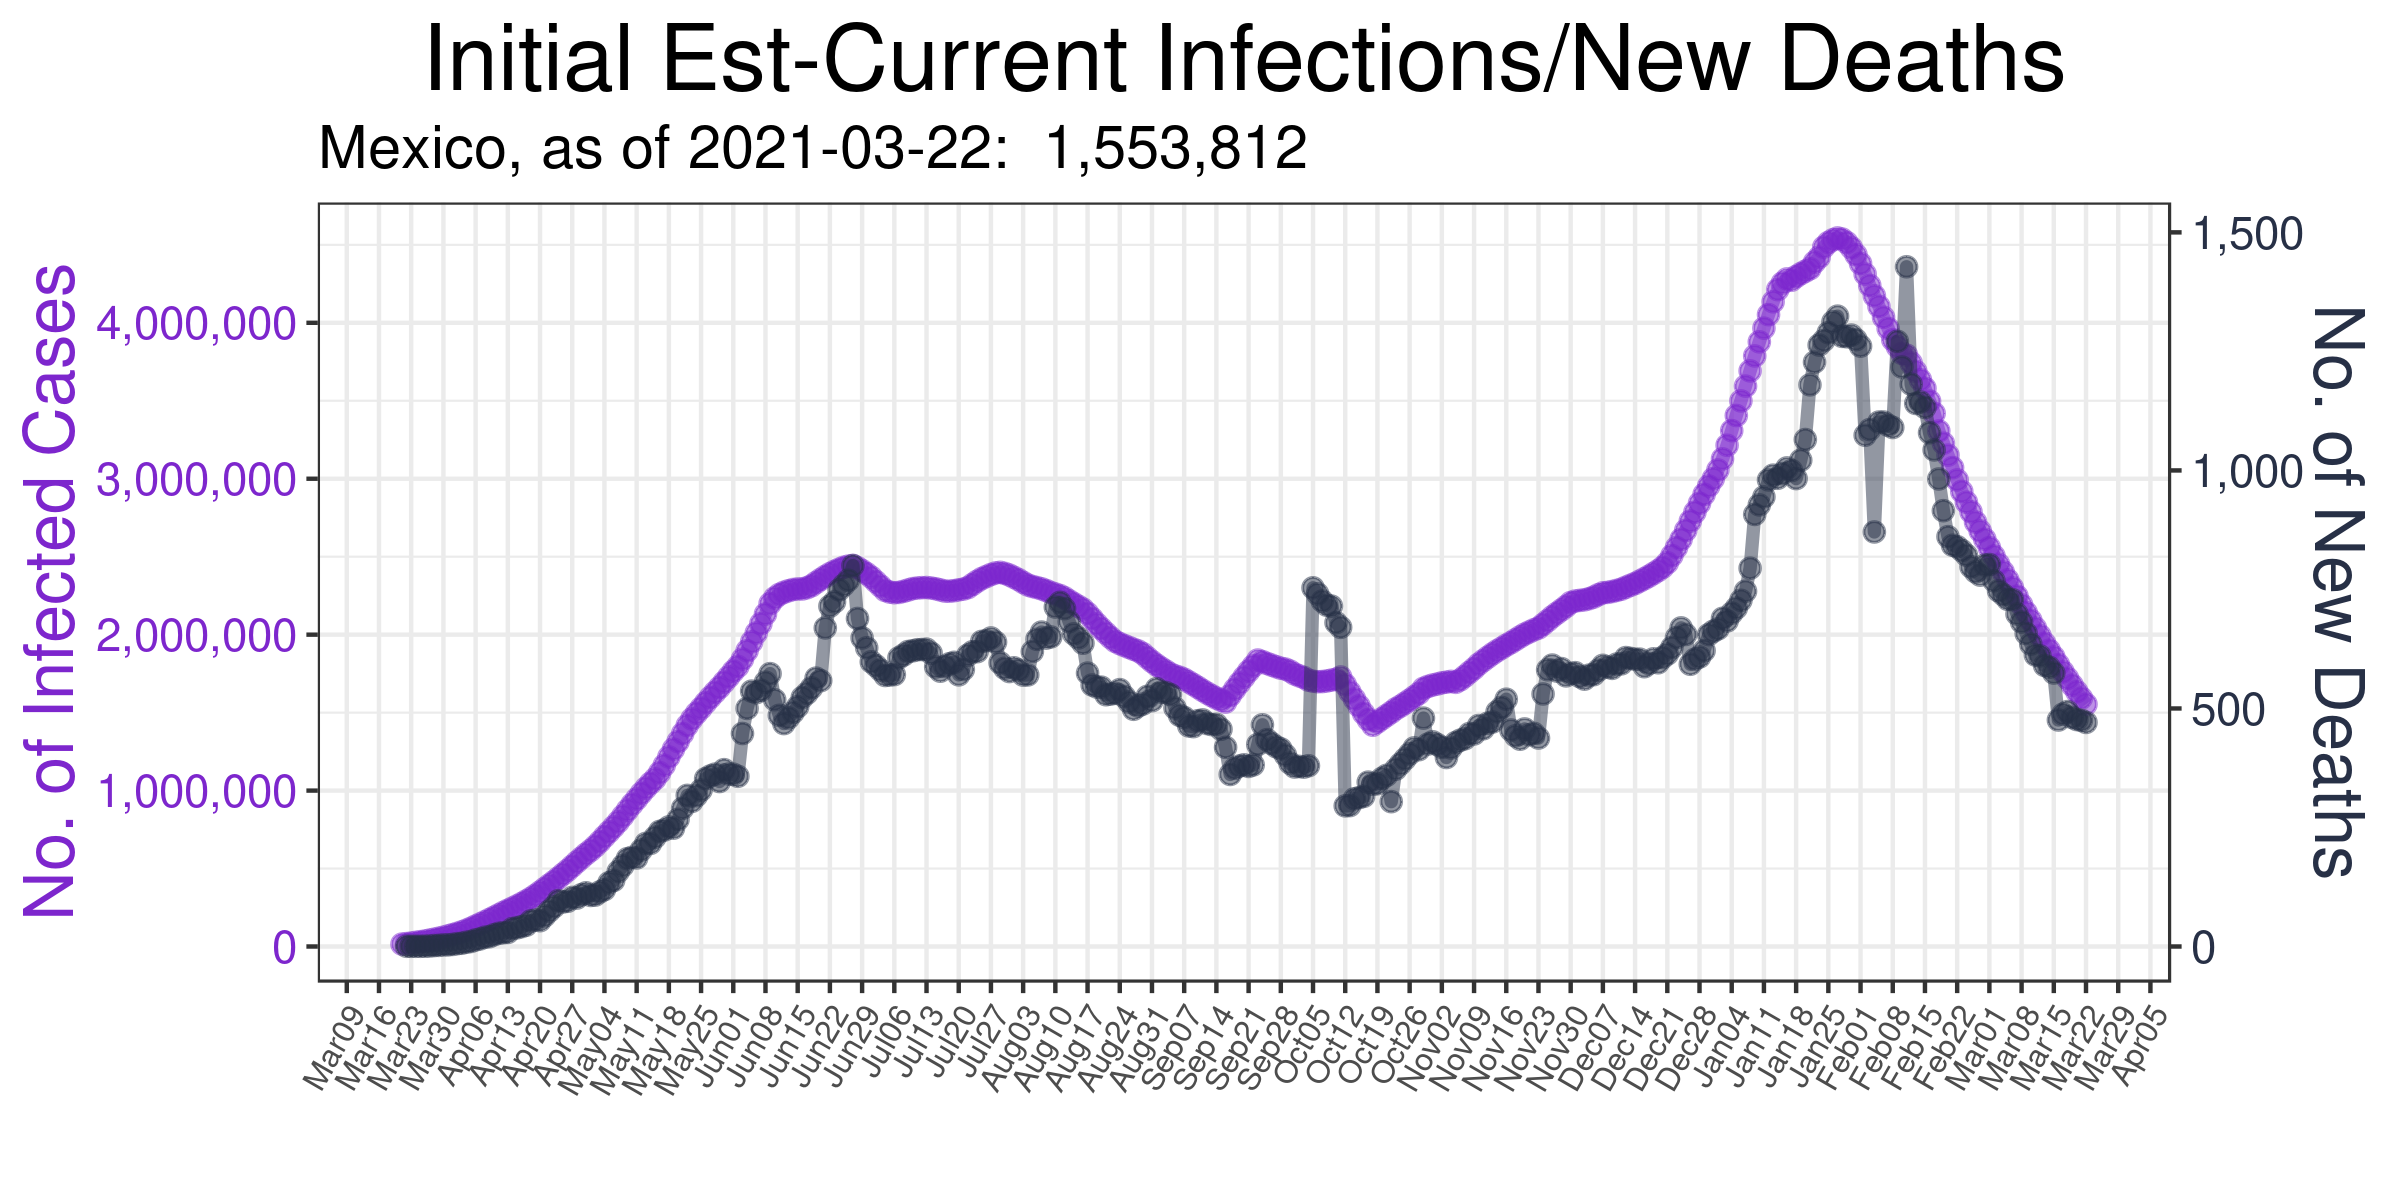 Initial Est-Current Infections/New Deaths
Mexico, as of 2021-03-22:  1,553,812
No. of Infected Cases
4,000,000
3,000,000
2,000,000
1,000,000
0
1,500
1,000
500
0
No. of New Deaths
Mar09
Mar16
Mar23
Mar30
Apr06
Apr13
Apr20
Apr27
May04
May11
May18
May25
Jun01
Jun08
Jun15
Jun22
Jun29
Jul06
Jul13
Jul20
Jul27
Aug03
Aug10
Aug17
Aug24
Aug31
Sep07
Sep14
Sep21
Sep28
Oct05
Oct12
Oct19
Oct26
Nov02
Nov09
Nov16
Nov23
Nov30
Dec07
Dec14
Dec21
Dec28
Jan04
Jan11
Jan18
Jan25
Feb01
Feb08
Feb15
Feb22
Mar01
Mar08
Mar15
Mar22
Mar29
Apr05